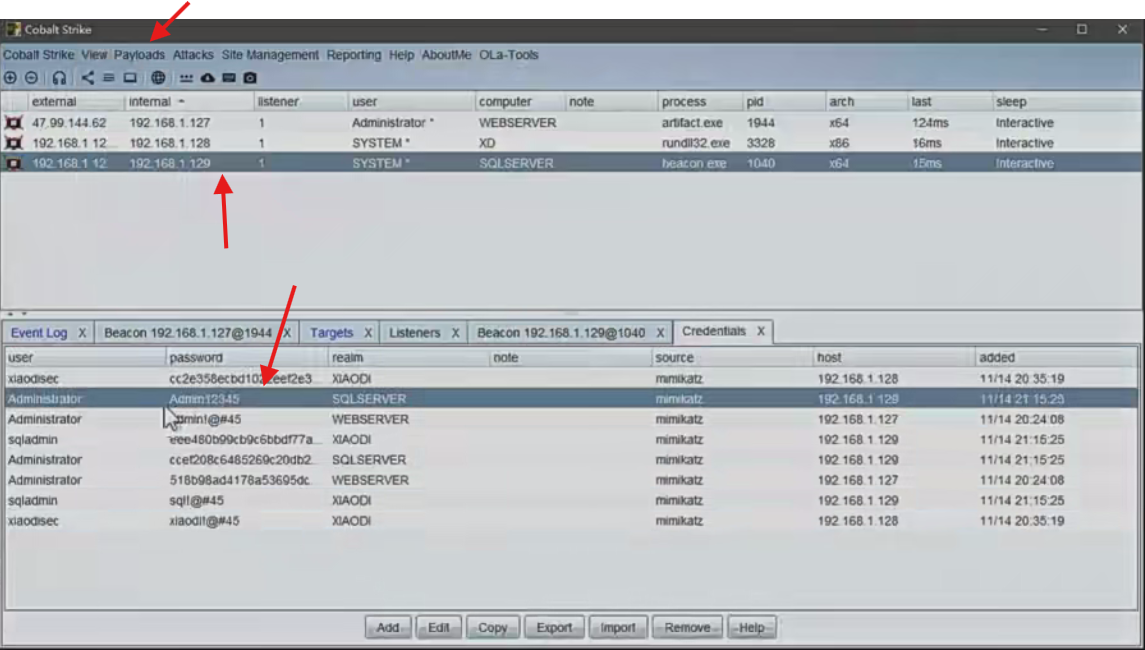 Cobalt Strike
Cobalt Strike View Payloads Attacks Site Management Reporting Help AboutMe OLa-Tools
external internal listener user computer note process pid arch last sleep
47.99.144.62 192.168.1.127 1 Administrator * WEBSERVER artifact.exe 1944 x64 124ms Interactive
192.168.1.12... 192.168.1.128 1 SYSTEM * XD rundll32.exe 3328 x86 16ms Interactive
192.168.1.12... 192.168.1.129 1 SYSTEM * SQLSERVER beacon.exe 1040 x64 15ms Interactive
Event Log X Beacon 192.168.1.127@1944 X Targets X Listeners X Beacon 192.168.1.129@1040 X Credentials X
user password realm note source host added
xiaodisec XIAODI mimikatz 192.168.1.128 11/14 20:35:19
Administrator Admin12345 SQLSERVER mimikatz 192.168.1.129 11/14 21:15:25
Administrator WEBSERVER mimikatz 192.168.1.127 11/14 20:24:08
sqladmin eee480b99cb9c6bbdf77a... XIAODI mimikatz 192.168.1.129 11/14 21:15:25
Administrator ccef208c6485269c20db2... SQLSERVER mimikatz 192.168.1.129 11/14 21:15:25
Administrator 518b98ad4178a53695dc... WEBSERVER mimikatz 192.168.1.127 11/14 20:24:08
sqladmin sql!@#45 XIAODI mimikatz 192.168.1.129 11/14 21:15:25
xiaodisec xiaodi!@#45 XIAODI mimikatz 192.168.1.128 11/14 20:35:19
Add Edit Copy Export Import Remove Help